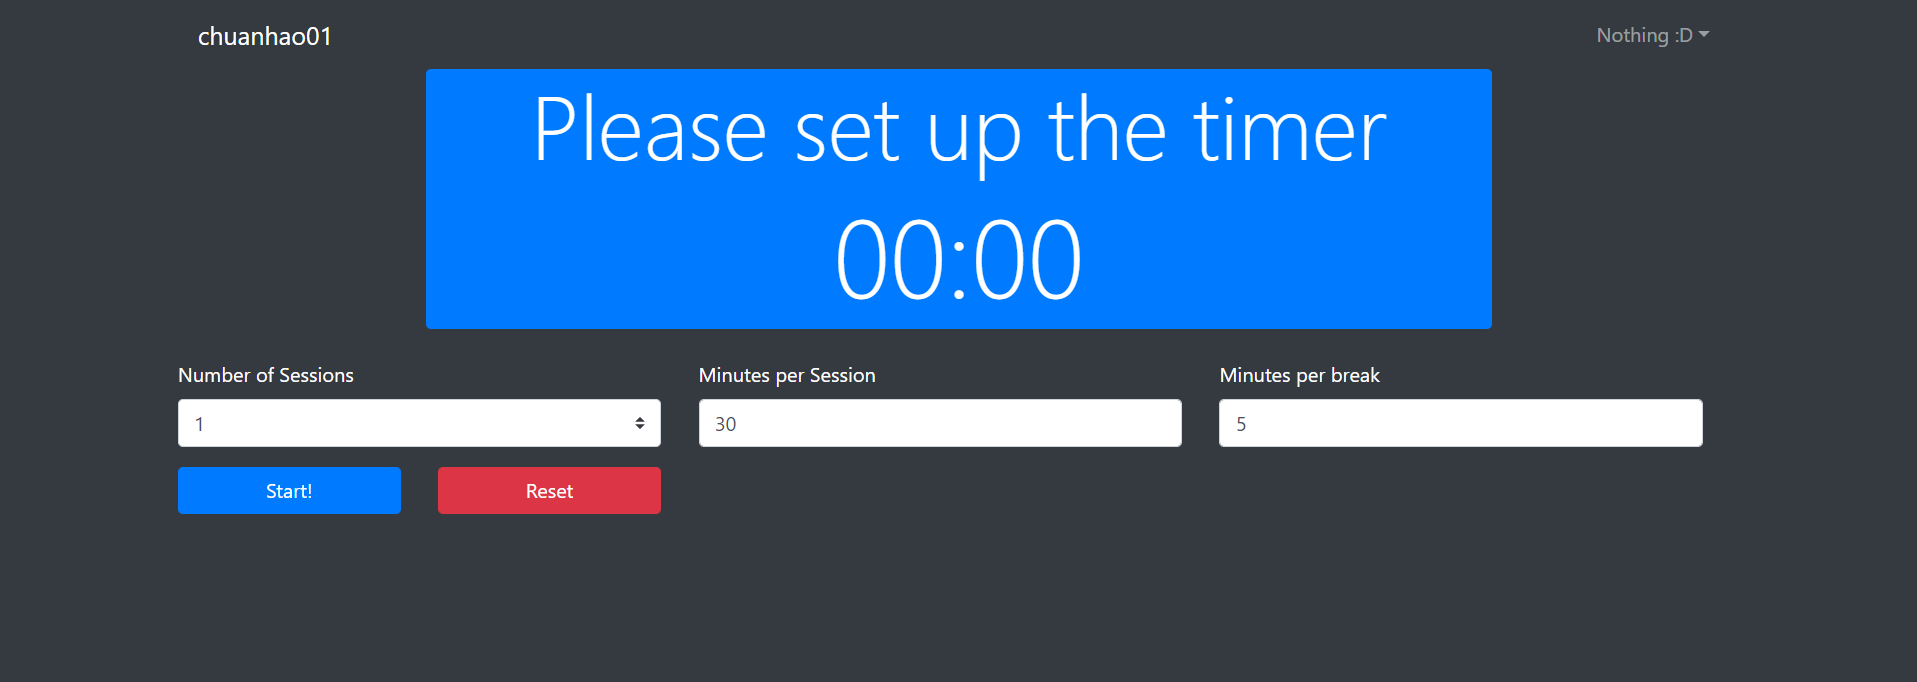 chuanhao01
Nothing :D
Please set up the timer
00:00
Number of Sessions
Minutes per Session
Minutes per break
1
30
5
Start!
Reset